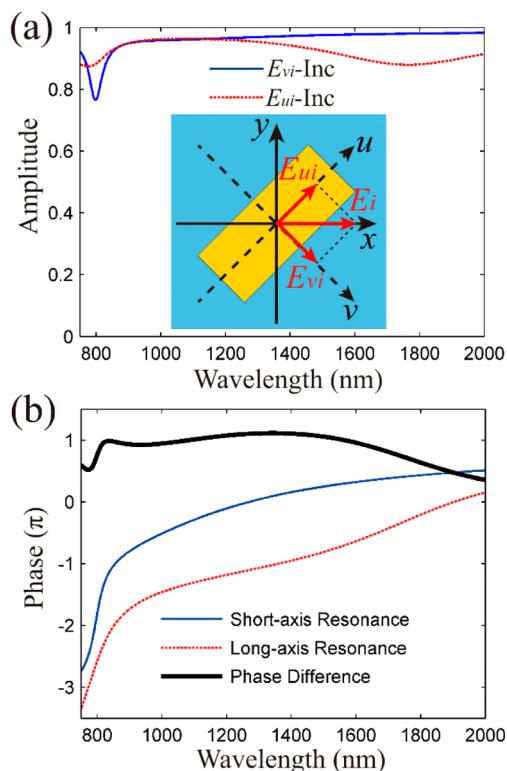 (a)
1
0.8
0.6
0.4
0.2
0
Amplitude
Evi-Inc
Eui-Inc
y
u
Eui
Ei
x
Evi
v
800 1000 1200 1400 1600 1800 2000
Wavelength (nm)
(b)
1
0
-1
-2
-3
Phase (π)
Short-axis Resonance
Long-axis Resonance
Phase Difference
800 1000 1200 1400 1600 1800 2000
Wavelength (nm)